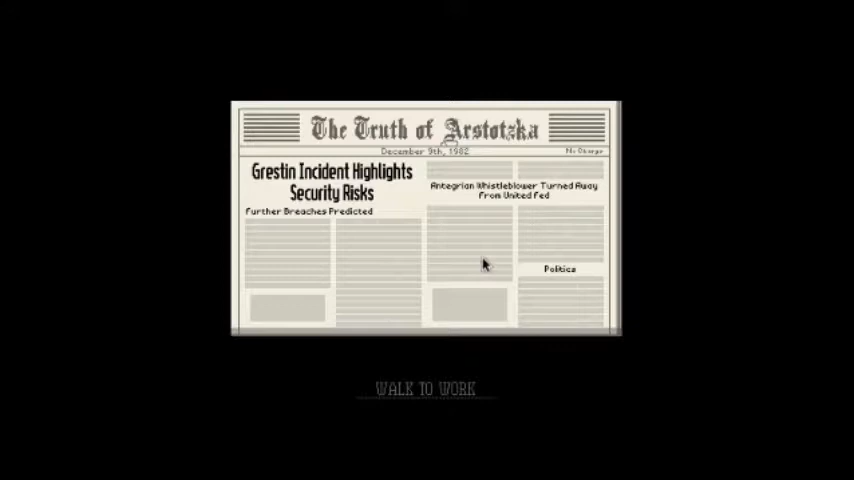 The Truth of Arstotzka
December 9th, 1982
No Charge
Grestin Incident Highlights
Security Risks
Further Breaches Predicted
Antegrian Whistleblower Turned Away
From United Fed
Politics
WALK TO WORK